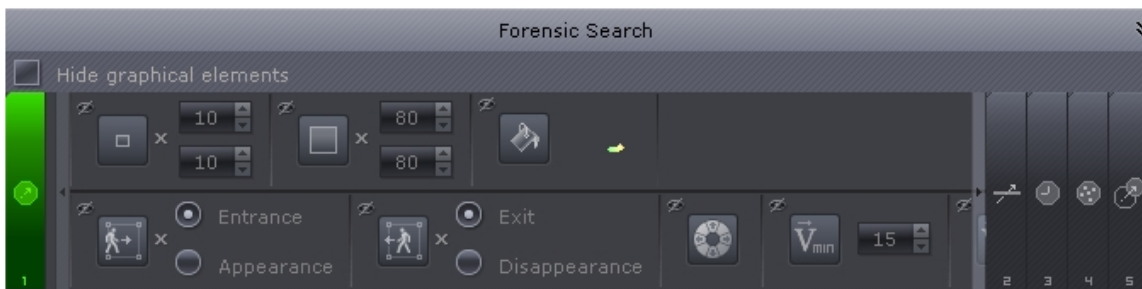 Forensic Search
Hide graphical elements
10 80
10 80
Entrance Exit
Appearance Disappearance
Vmin 15
1 2 3 4 5